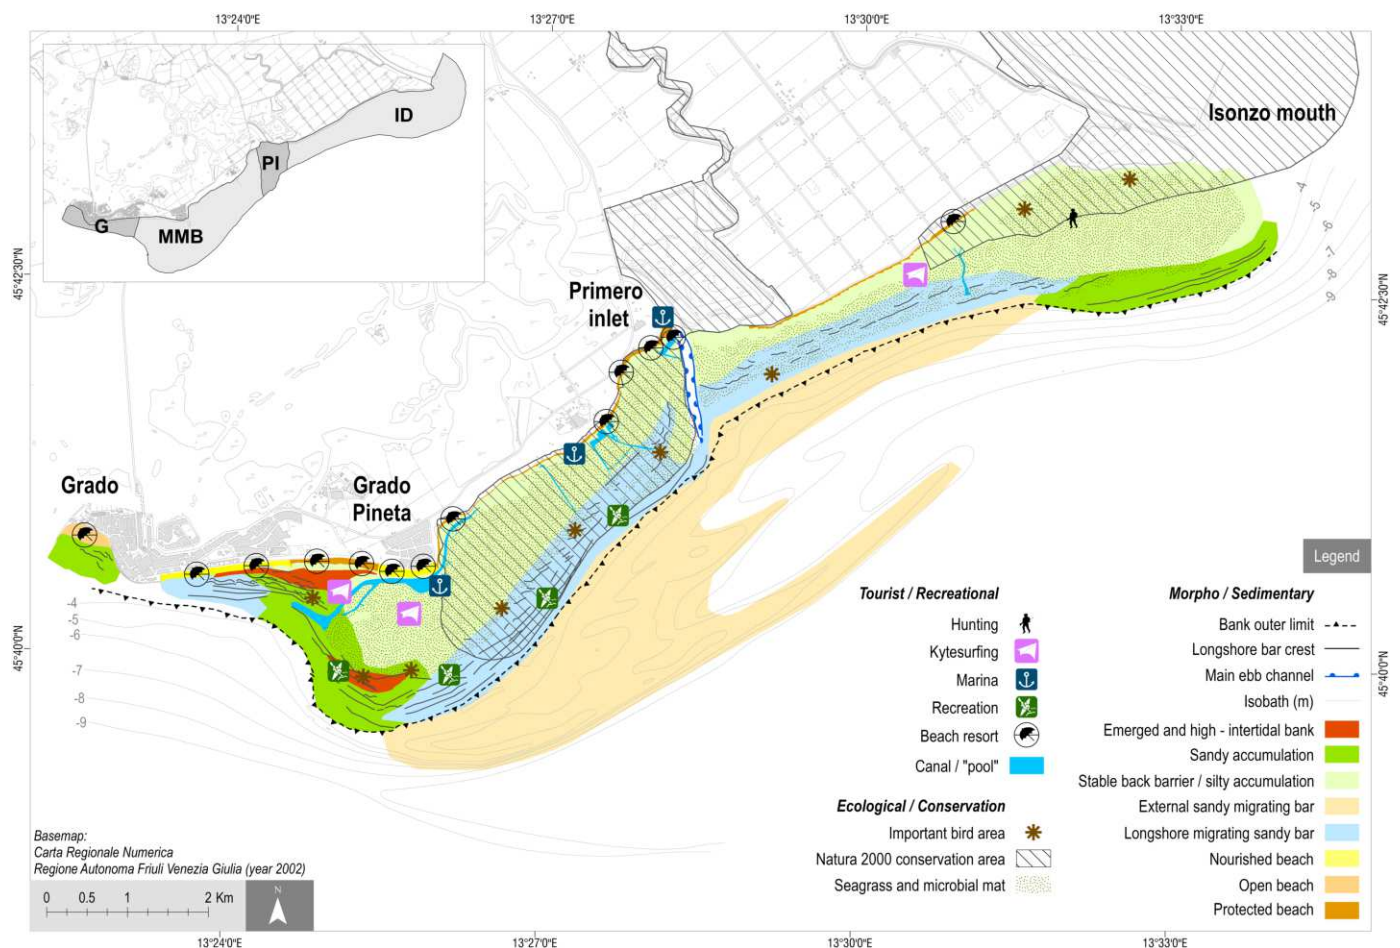 13°24'0"E
13°27'0"E
13°30'0"E
13°33'0"E
ID
PI
G
MMB
Isonzo mouth
-4
-5
-6
-7
-8
-9
45°42'30"N
45°42'30"N
Primero
inlet
Grado
Grado
Pineta
-4
-5
-6
-7
-8
-9
45°40'0"N
45°40'0"N
Legend
Tourist / Recreational
Hunting
Kytesurfing
Marina
Recreation
Beach resort
Canal / "pool"
Ecological / Conservation
Important bird area
Natura 2000 conservation area
Seagrass and microbial mat
Morpho / Sedimentary
Bank outer limit
Longshore bar crest
Main ebb channel
Isobath (m)
Emerged and high - intertidal bank
Sandy accumulation
Stable back barrier / silty accumulation
External sandy migrating bar
Longshore migrating sandy bar
Nourished beach
Open beach
Protected beach
Basemap:
Carta Regionale Numerica
Regione Autonoma Friuli Venezia Giulia (year 2002)
0 0.5 1 2 Km
N
13°24'0"E
13°27'0"E
13°30'0"E
13°33'0"E